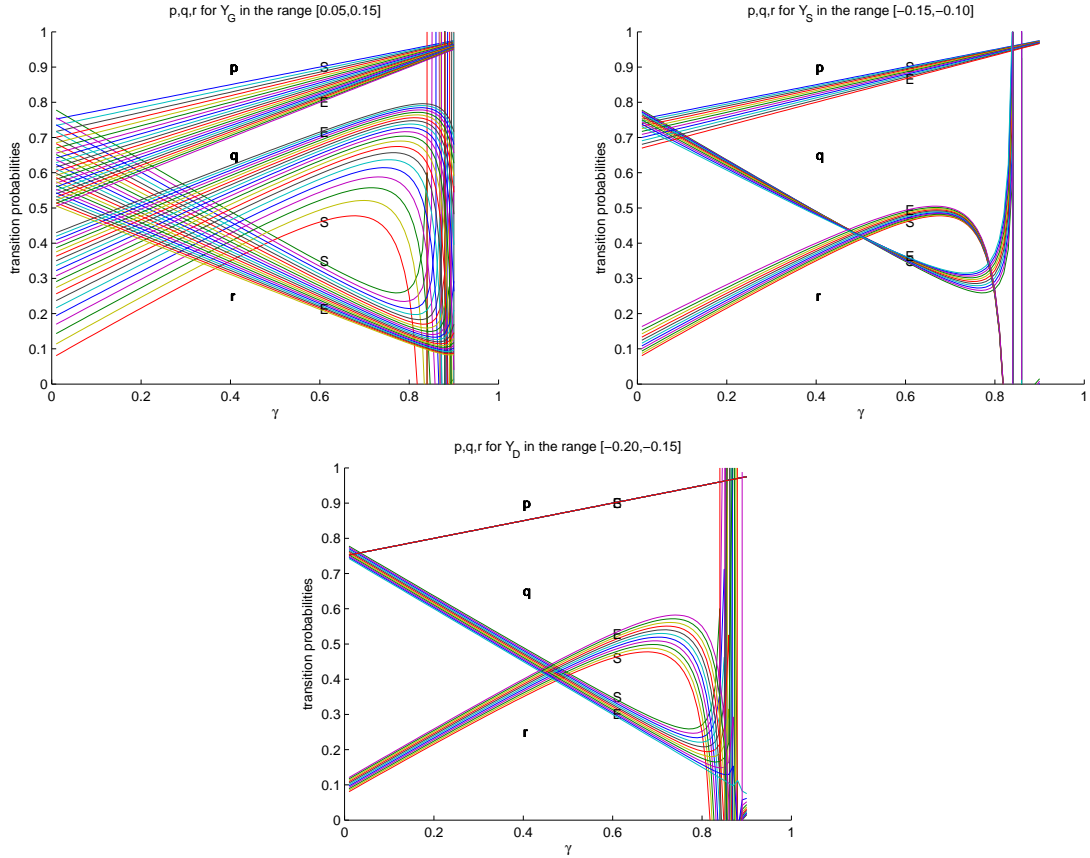 p,q,r for Y_G in the range [0.05,0.15]
transition probabilities
1
0.9
0.8
0.7
0.6
0.5
0.4
0.3
0.2
0.1
0
p
q
r
S
E
E
S
S
E
0
0.2
0.4
0.6
0.8
1
γ
p,q,r for Y_S in the range [−0.15,−0.10]
transition probabilities
1
0.9
0.8
0.7
0.6
0.5
0.4
0.3
0.2
0.1
0
p
q
r
S
E
E
S
E
S
0
0.2
0.4
0.6
0.8
1
γ
p,q,r for Y_D in the range [−0.20,−0.15]
transition probabilities
1
0.9
0.8
0.7
0.6
0.5
0.4
0.3
0.2
0.1
0
p
q
r
E
E
S
S
E
0
0.2
0.4
0.6
0.8
1
γ